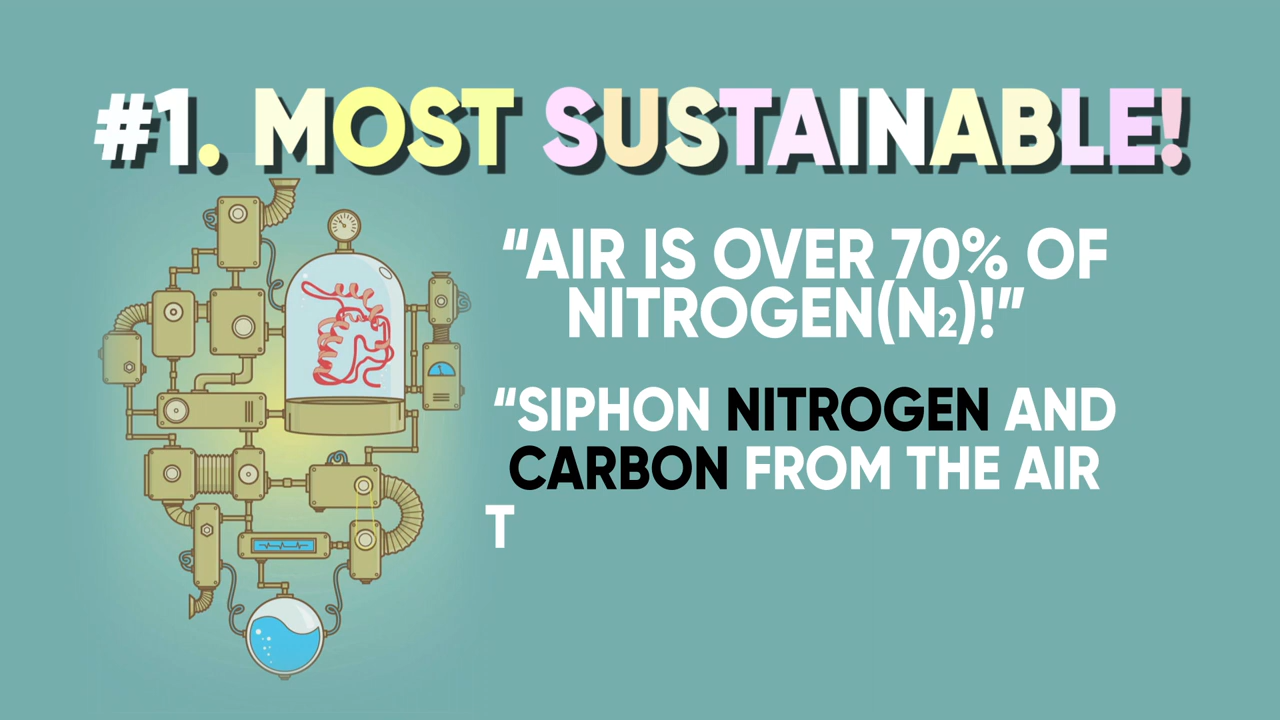 #1. MOST SUSTAINABLE!
“AIR IS OVER 70% OF
NITROGEN(N₂)!”
“SIPHON NITROGEN AND
CARBON FROM THE AIR
T